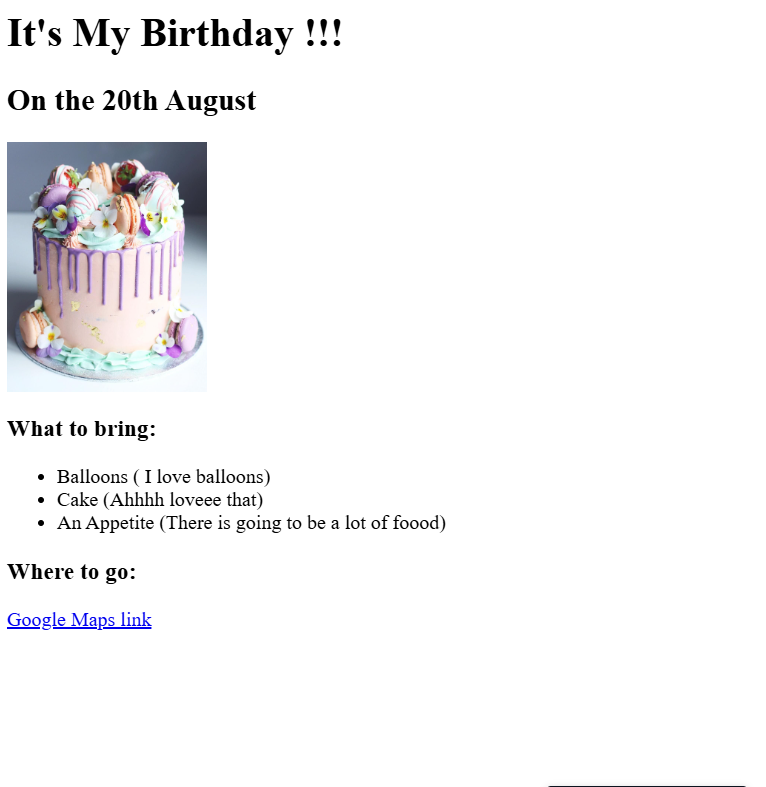 It's My Birthday !!!
On the 20th August
What to bring:
Balloons ( I love balloons)
Cake (Ahhhh loveee that)
An Appetite (There is going to be a lot of foood)
Where to go:
Google Maps link